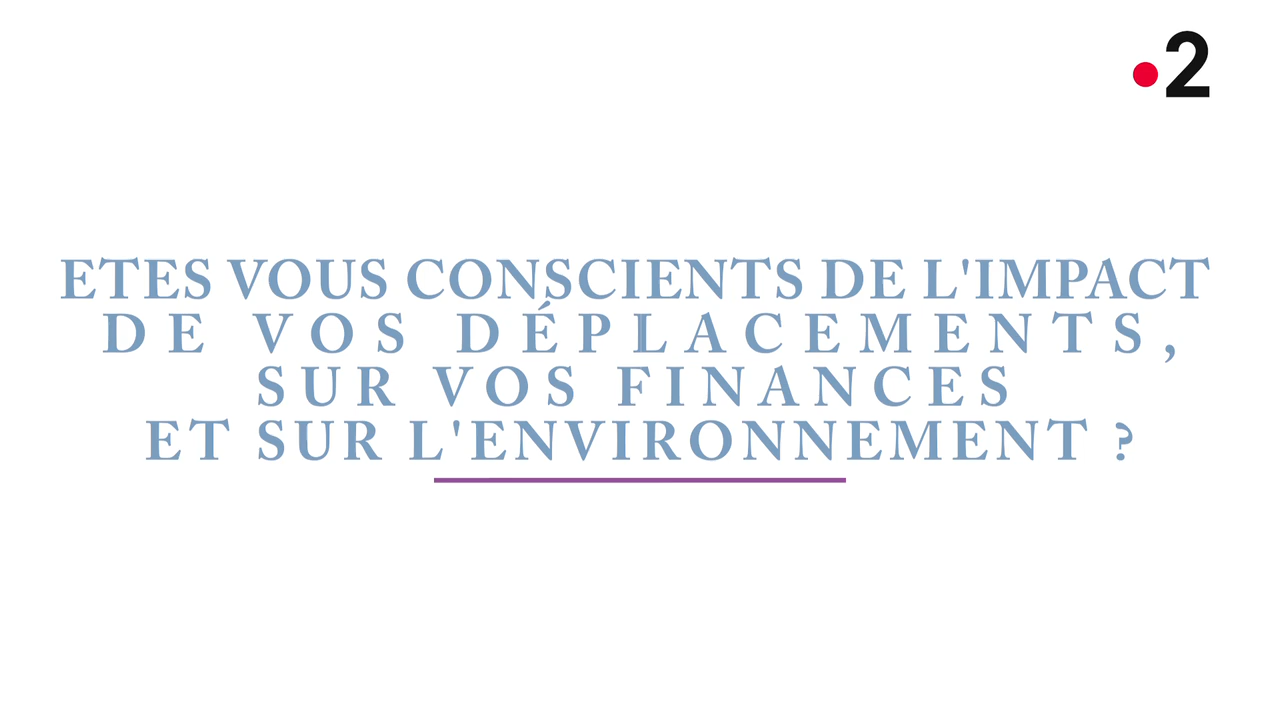 2
ETES VOUS CONSCIENTS DE L'IMPACT
DE VOS DÉPLACEMENTS,
SUR VOS FINANCES
ET SUR L'ENVIRONNEMENT ?